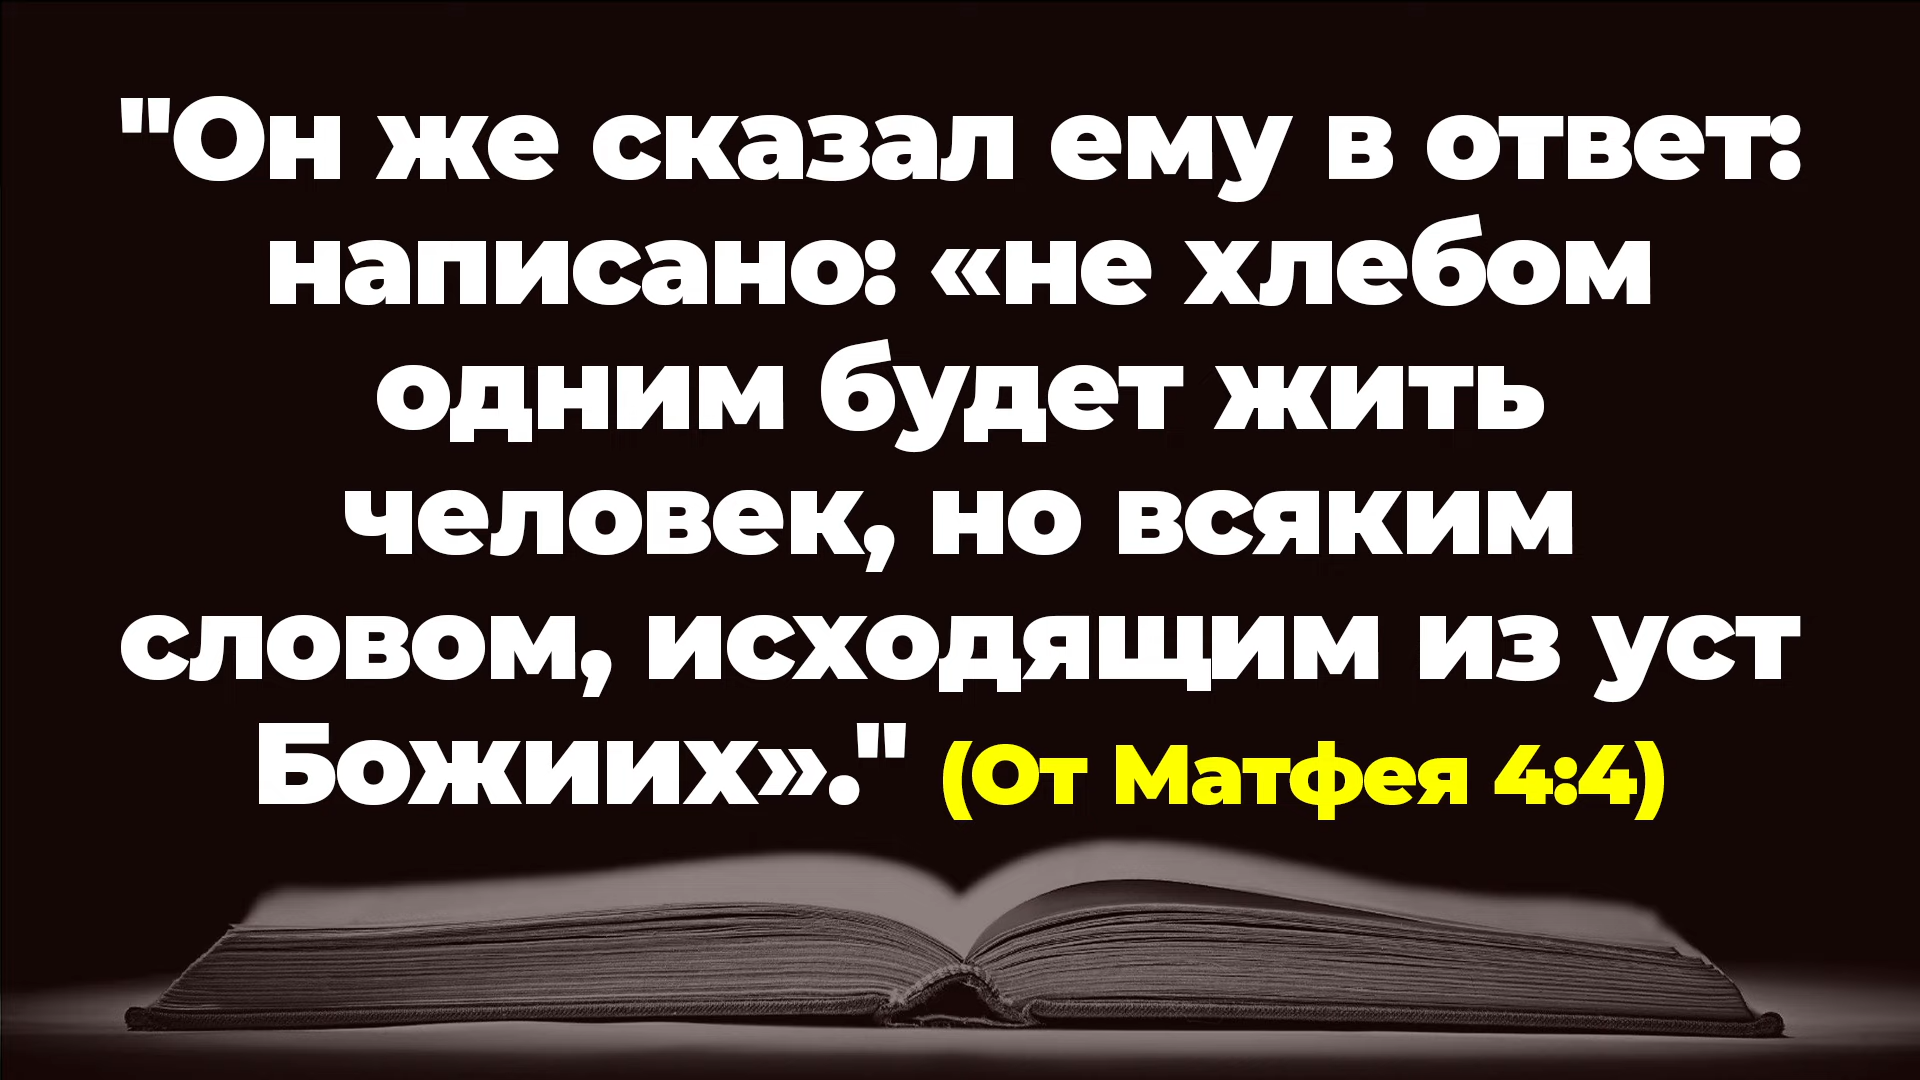 "Он же сказал ему в ответ:
написано: «не хлебом
одним будет жить
человек, но всяким
словом, исходящим из уст
Божиих»." (От Матфея 4:4)